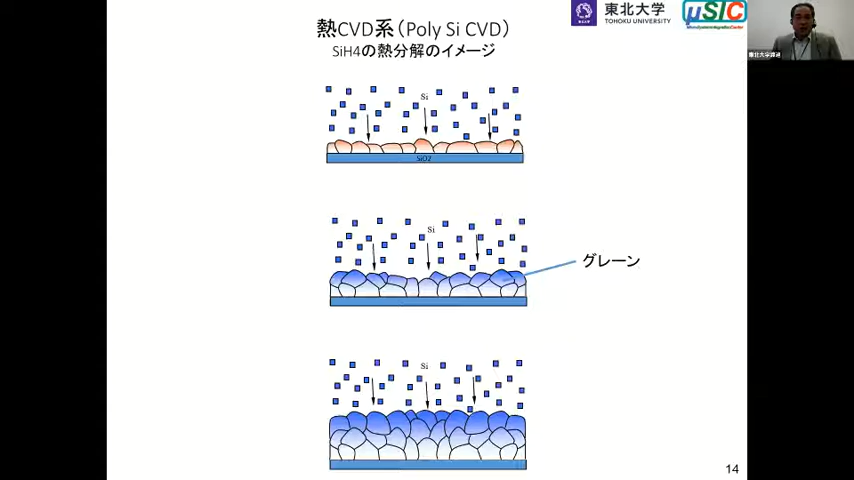 熱CVD系（Poly Si CVD）
SiH4の熱分解のイメージ
東北大学
TOHOKU UNIVERSITY
μSIC
Si
SiO2
Si
グレーン
Si
14